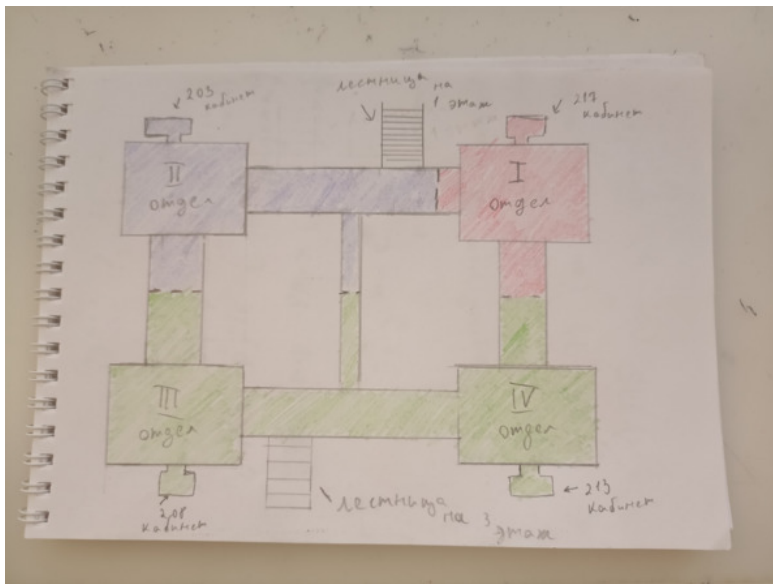 203
кабинет
лестница на
1 этаж
217
кабинет
II
отдел
I
отдел
III
отдел
IV
отдел
208
кабинет
лестница на 3
этаж
213
кабинет